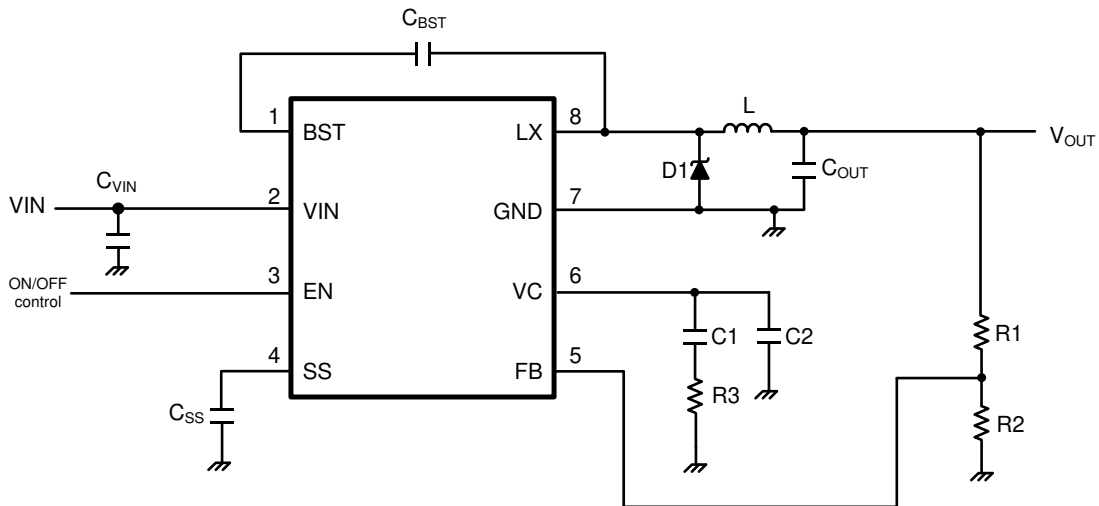 C_BST
1
BST
LX
8
L
V_OUT
D1
C_OUT
C_VIN
VIN
2
VIN
GND
7
ON/OFF
control
3
EN
VC
6
C1
C2
R1
4
SS
FB
5
R3
R2
C_SS